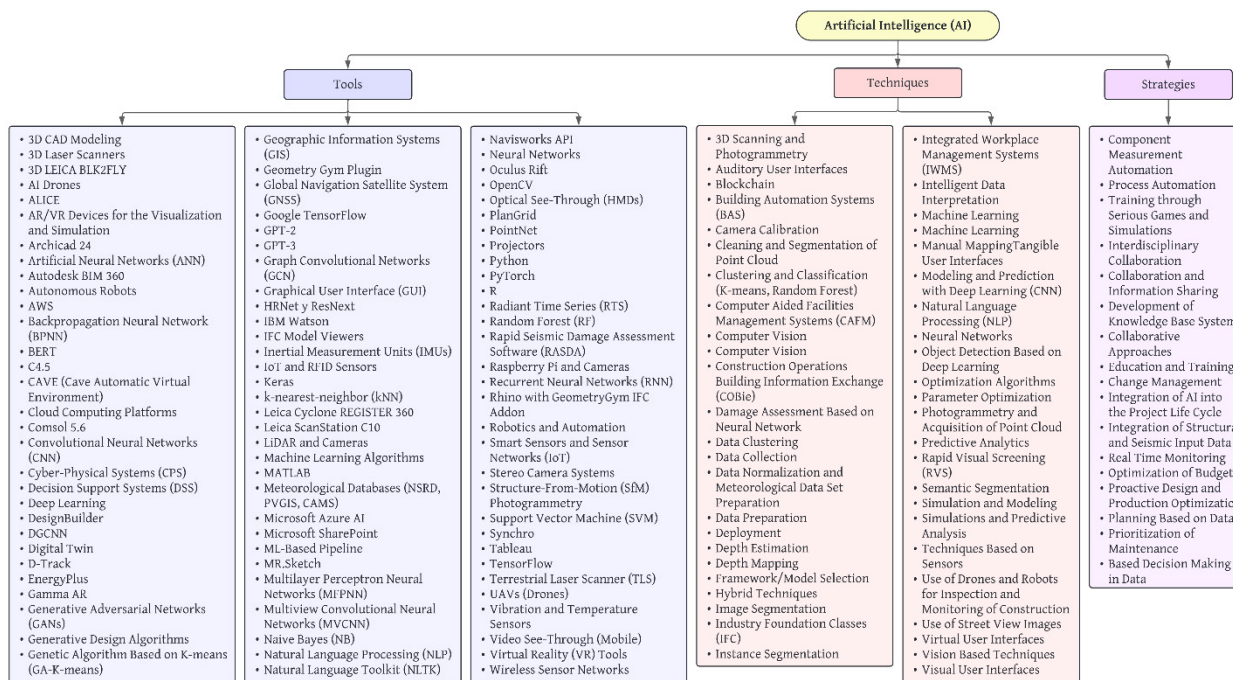 Artificial Intelligence (AI)
Tools
Techniques
Strategies
• 3D CAD Modeling
• 3D Laser Scanners
• 3D LEICA BLK2FLY
• AI Drones
• ALICE
• AR/VR Devices for the Visualization
and Simulation
• Archicad 24
• Artificial Neural Networks (ANN)
• Autodesk BIM 360
• Autonomous Robots
• AWS
• Backpropagation Neural Network
(BPNN)
• BERT
• C4.5
• CAVE (Cave Automatic Virtual
Environment)
• Cloud Computing Platforms
• Comsol 5.6
• Convolutional Neural Networks
(CNN)
• Cyber-Physical Systems (CPS)
• Decision Support Systems (DSS)
• Deep Learning
• DesignBuilder
• DGCNN
• Digital Twin
• D-Track
• EnergyPlus
• Gamma AR
• Generative Adversarial Networks
(GANs)
• Generative Design Algorithms
• Genetic Algorithm Based on K-means
(GA-K-means)
• Geographic Information Systems
(GIS)
• Geometry Gym Plugin
• Global Navigation Satellite System
(GNSS)
• Google TensorFlow
• GPT-2
• GPT-3
• Graph Convolutional Networks
(GCN)
• Graphical User Interface (GUI)
• HRNet y ResNext
• IBM Watson
• IFC Model Viewers
• Inertial Measurement Units (IMUs)
• IoT and RFID Sensors
• Keras
• k-nearest-neighbor (kNN)
• Leica Cyclone REGISTER 360
• Leica ScanStation C10
• LiDAR and Cameras
• Machine Learning Algorithms
• MATLAB
• Meteorological Databases (NSRD,
PVGIS, CAMS)
• Microsoft Azure AI
• Microsoft SharePoint
• ML-Based Pipeline
• MR.Sketch
• Multilayer Perceptron Neural
Networks (MFPNN)
• Multiview Convolutional Neural
Networks (MVCNN)
• Naive Bayes (NB)
• Natural Language Processing (NLP)
• Natural Language Toolkit (NLTK)
• Navisworks API
• Neural Networks
• Oculus Rift
• OpenCV
• Optical See-Through (HMDs)
• PlanGrid
• PointNet
• Projectors
• Python
• PyTorch
• R
• Radiant Time Series (RTS)
• Random Forest (RF)
• Rapid Seismic Damage Assessment
Software (RASDA)
• Raspberry Pi and Cameras
• Recurrent Neural Networks (RNN)
• Rhino with GeometryGym IFC
Addon
• Robotics and Automation
• Smart Sensors and Sensor
Networks (IoT)
• Stereo Camera Systems
• Structure-From-Motion (SfM)
Photogrammetry
• Support Vector Machine (SVM)
• Synchro
• Tableau
• TensorFlow
• Terrestrial Laser Scanner (TLS)
• UAVs (Drones)
• Vibration and Temperature
Sensors
• Video See-Through (Mobile)
• Virtual Reality (VR) Tools
• Wireless Sensor Networks
• 3D Scanning and
Photogrammetry
• Auditory User Interfaces
• Blockchain
• Building Automation Systems
(BAS)
• Camera Calibration
• Cleaning and Segmentation of
Point Cloud
• Clustering and Classification
(K-means, Random Forest)
• Computer Aided Facilities
Management Systems (CAFM)
• Computer Vision
• Computer Vision
• Construction Operations
Building Information Exchange
(COBie)
• Damage Assessment Based on
Neural Network
• Data Clustering
• Data Collection
• Data Normalization and
Meteorological Data Set
Preparation
• Data Preparation
• Deployment
• Depth Estimation
• Depth Mapping
• Framework/Model Selection
• Hybrid Techniques
• Image Segmentation
• Industry Foundation Classes
(IFC)
• Instance Segmentation
• Integrated Workplace
Management Systems
(IWMS)
• Intelligent Data
Interpretation
• Machine Learning
• Machine Learning
• Manual MappingTangible
User Interfaces
• Modeling and Prediction
with Deep Learning (CNN)
• Natural Language
Processing (NLP)
• Neural Networks
• Object Detection Based on
Deep Learning
• Optimization Algorithms
• Parameter Optimization
• Photogrammetry and
Acquisition of Point Cloud
• Predictive Analytics
• Rapid Visual Screening
(RVS)
• Semantic Segmentation
• Simulation and Modeling
• Simulations and Predictive
Analysis
• Techniques Based on
Sensors
• Use of Drones and Robots
for Inspection and
Monitoring of Construction
• Use of Street View Images
• Virtual User Interfaces
• Vision Based Techniques
• Visual User Interfaces
• Component
Measurement
Automation
• Process Automation
• Training through
Serious Games and
Simulations
• Interdisciplinary
Collaboration
• Collaboration and
Information Sharing
• Development of
Knowledge Base System
• Collaborative
Approaches
• Education and Training
• Change Management
• Integration of AI into
the Project Life Cycle
• Integration of Structura
and Seismic Input Data
• Real Time Monitoring
• Optimization of Budget
• Proactive Design and
Production Optimizatio
• Planning Based on Data
• Prioritization of
Maintenance
• Based Decision Making
in Data